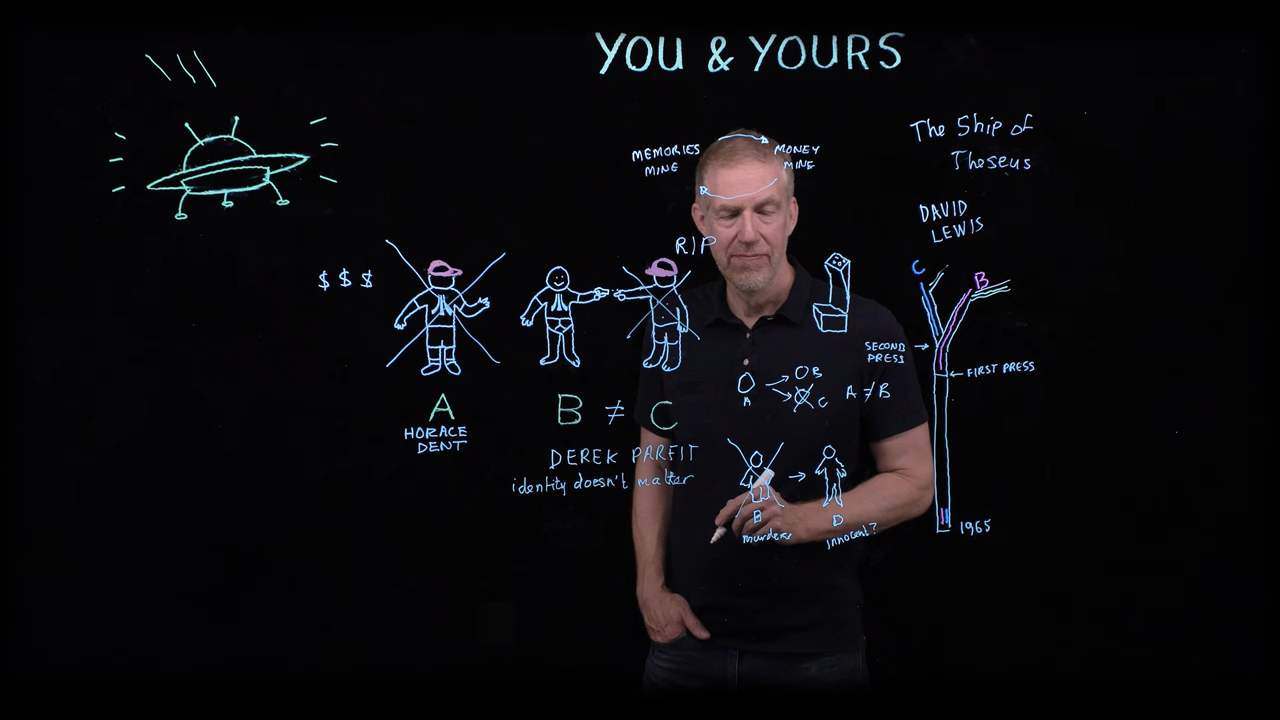 YOU & YOURS
MEMORIES
MINE
MONEY
MINE
The Ship of
Theseus
DAVID
LEWIS
RIP
$ $ $
C
B
SECOND
PRESS
FIRST PRESS
A
B
C
A ≠ B
A
HORACE
DENT
B ≠ C
DEREK PARFIT
identity doesn't matter
B
murderer
D
innocent?
1965